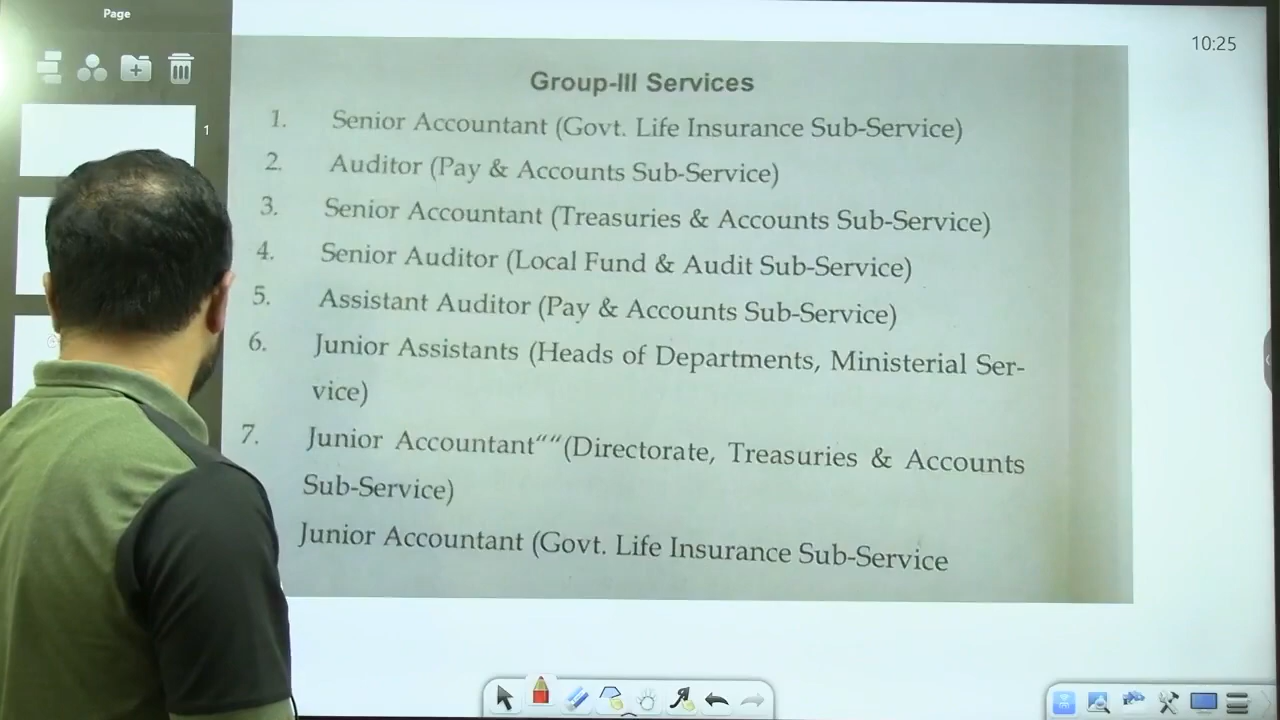 Page
10:25
1
Group-III Services
1. Senior Accountant (Govt. Life Insurance Sub-Service)
2. Auditor (Pay & Accounts Sub-Service)
3. Senior Accountant (Treasuries & Accounts Sub-Service)
4. Senior Auditor (Local Fund & Audit Sub-Service)
5. Assistant Auditor (Pay & Accounts Sub-Service)
6. Junior Assistants (Heads of Departments, Ministerial Ser-
vice)
7. Junior Accountant““(Directorate, Treasuries & Accounts
Sub-Service)
Junior Accountant (Govt. Life Insurance Sub-Service